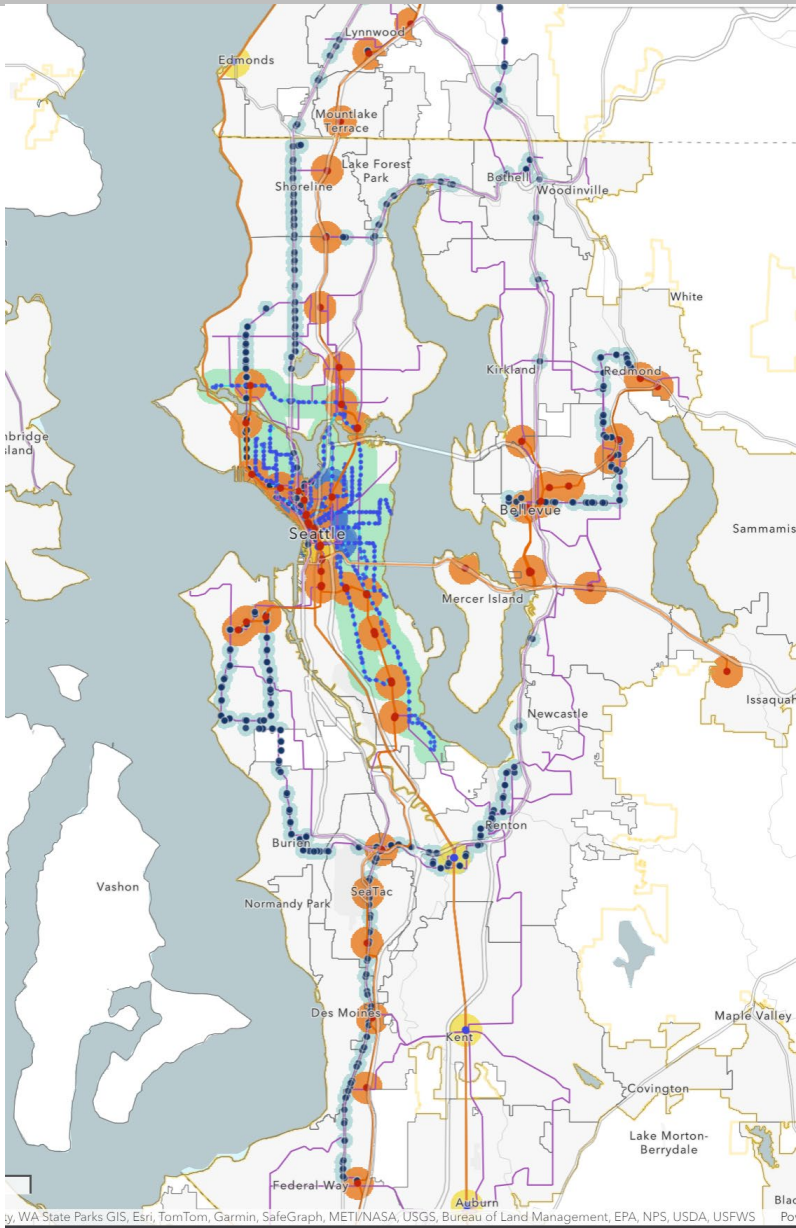 Lynnwood
Edmonds
Mountlake
Terrace
Lake Forest
Park
Shoreline
Bothell
Woodinville
White
Kirkland
Redmond
nbridge
sland
Bellevue
Seattle
Sammamis
Mercer Island
Issaquah
Newcastle
Renton
Burien
Vashon
SeaTac
Normandy Park
Des Moines
Maple Valley
Kent
Covington
Lake Morton-
Berrydale
Federal Way
Auburn
Blac
ty, WA State Parks GIS, Esri, TomTom, Garmin, SafeGraph, METI/NASA, USGS, Bureau of Land Management, EPA, NPS, USDA, USFWS
Pow